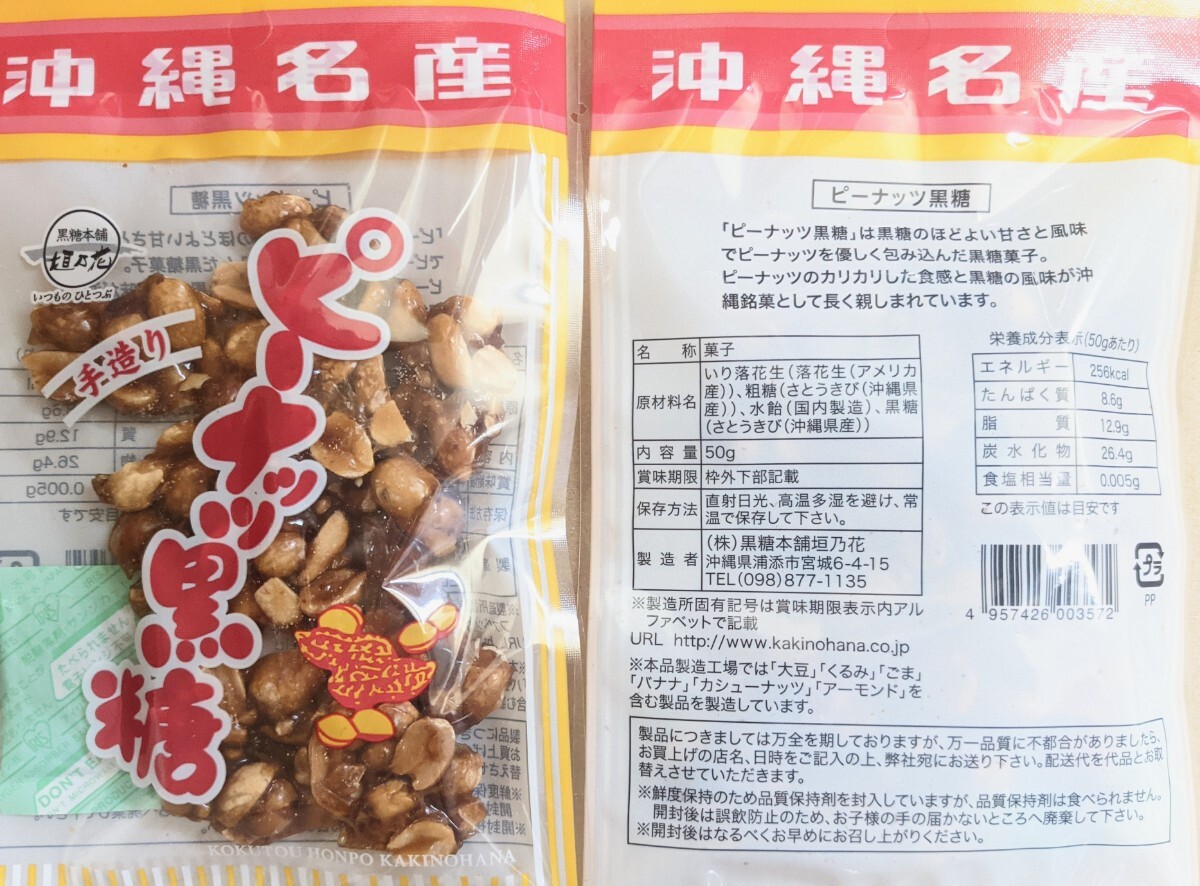 沖縄名産
黒糖本舗
垣乃花
いつものひとつぶ
手造り
ピーナッツ黒糖
DON'T E
KOKUTOU HONPO KAKINOHANA
沖縄名産
ピーナッツ黒糖
「ピーナッツ黒糖」は黒糖のほどよい甘さと風味
でピーナッツを優しく包み込んだ黒糖菓子。
ピーナッツのカリカリした食感と黒糖の風味が沖
縄銘菓として長く親しまれています。
名称 菓子
原材料名 いり落花生(落花生(アメリカ
産))、粗糖(さとうきび(沖縄県
産))、水飴(国内製造)、黒糖
(さとうきび(沖縄県産))
内容量 50g
賞味期限 枠外下部記載
保存方法 直射日光、高温多湿を避け、常
温で保存して下さい。
製造者 (株)黒糖本舗垣乃花
沖縄県浦添市宮城6-4-15
TEL(098)877-1135
※製造所固有記号は賞味期限表示内アル
ファベットで記載
URL http://www.kakinohana.co.jp
※本品製造工場では「大豆」「くるみ」「ごま」
「バナナ」「カシューナッツ」「アーモンド」を
含む製品を製造しています。
栄養成分表示(50gあたり)
エネルギー 256kcal
たんぱく質 8.6g
脂質 12.9g
炭水化物 26.4g
食塩相当量 0.005g
この表示値は目安です
4 957426 003572
プラ
PP
製品につきましては万全を期しておりますが、万一品質に不都合がありましたら、
お買上げの店名、日時をご記入の上、弊社宛にお送り下さい。配送代を代品とお取
替えさせていただきます。
※鮮度保持のため品質保持剤を封入していますが、品質保持剤は食べられません。
開封後は誤飲防止のため、お子様の手の届かないところへ廃棄して下さい。
※開封後はなるべくお早めにお召し上がりください。